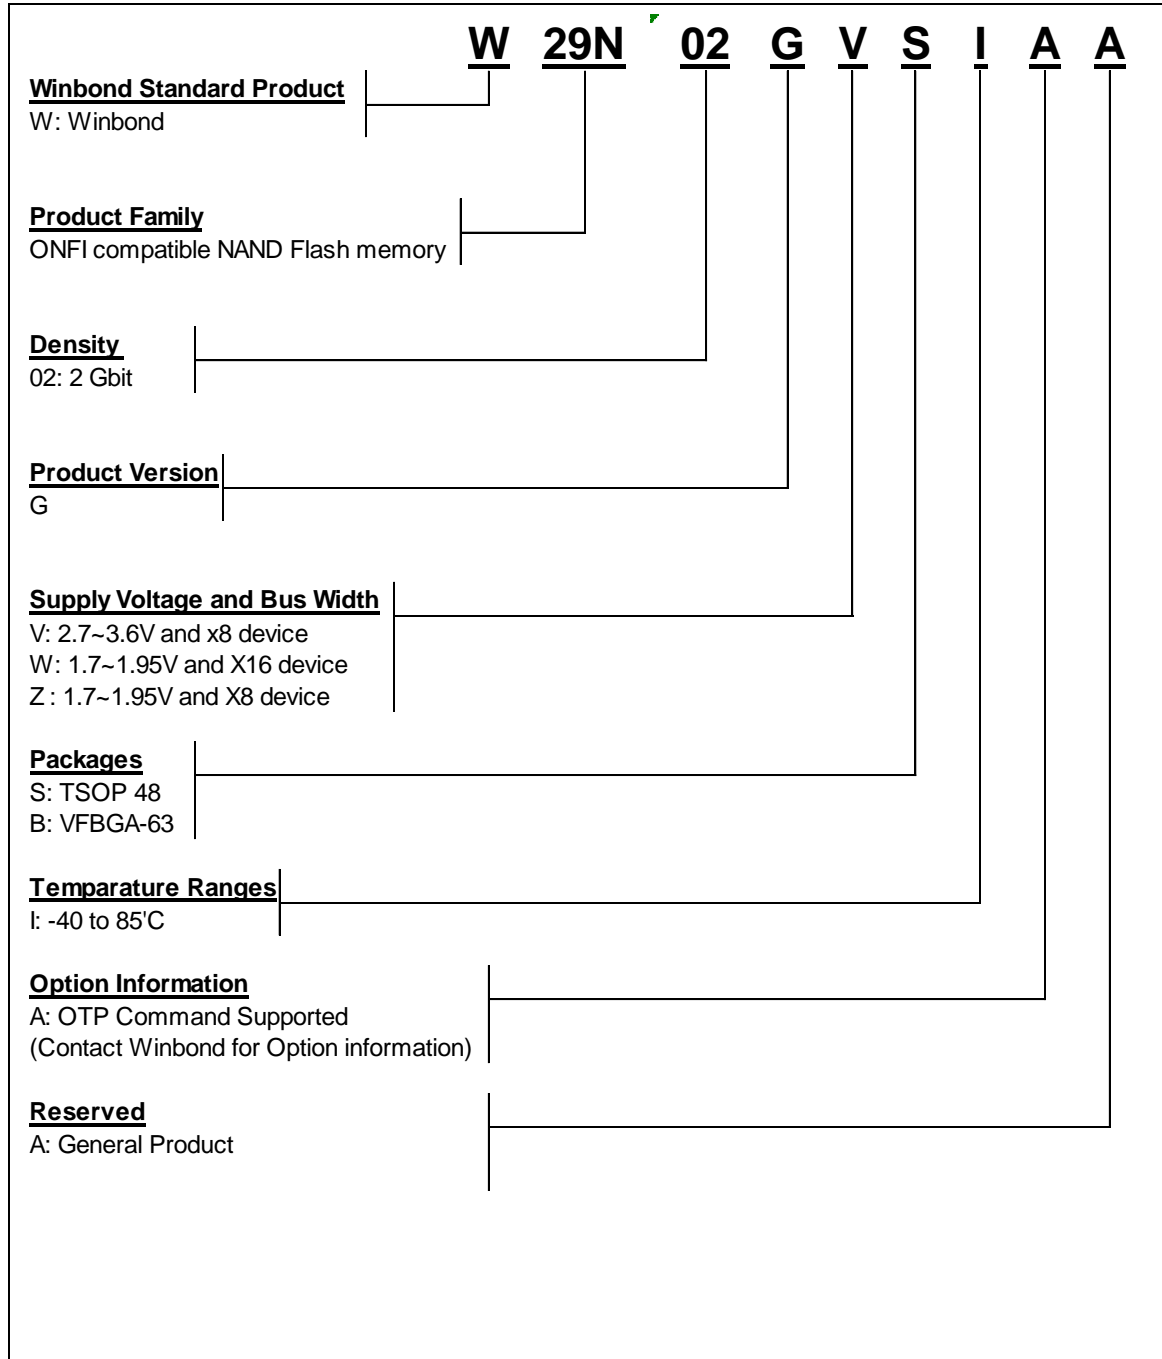 W 29N 02 G V S I A A
Winbond Standard Product
W: Winbond
Product Family
ONFI compatible NAND Flash memory
Density
02: 2 Gbit
Product Version
G
Supply Voltage and Bus Width
V: 2.7~3.6V and x8 device
W: 1.7~1.95V and X16 device
Z : 1.7~1.95V and X8 device
Packages
S: TSOP 48
B: VFBGA-63
Temparature Ranges
I: -40 to 85'C
Option Information
A: OTP Command Supported
(Contact Winbond for Option information)
Reserved
A: General Product